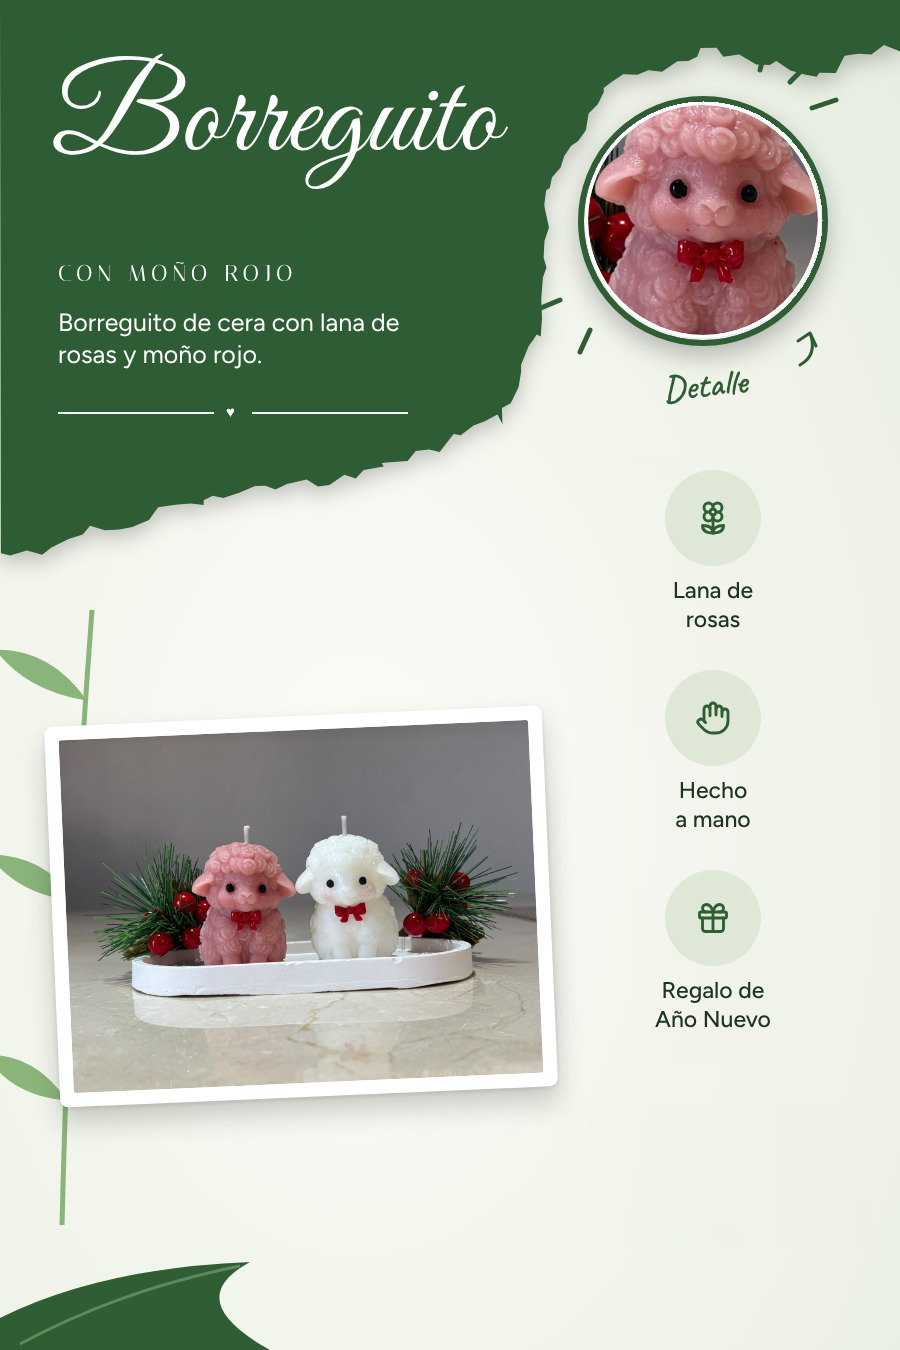 Borreguito
CON MOÑO ROJO
Borreguito de cera con lana de
rosas y moño rojo.
Detalle
Lana de
rosas
Hecho
a mano
Regalo de
Año Nuevo